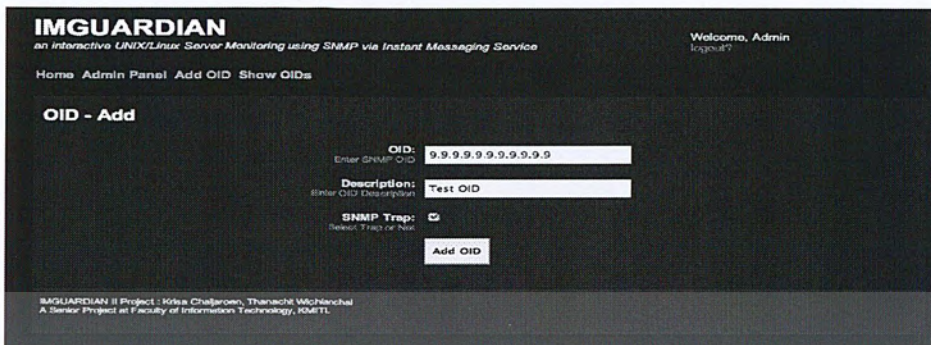 IMGUARDIAN
an interactive UNIX/Linux Server Monitoring using SNMP via Instant Messaging Service
Welcome, Admin
logout?
Home Admin Panel Add OID Show OIDs
OID - Add
OID:
Enter SNMP OID
9.9.9.9.9.9.9.9.9.9.9
Description:
Enter OID Description
Test OID
SNMP Trap:
Select Trap or Not
Add OID
IMGUARDIAN II Project : Krisa Chaijaroen, Thanachit Wichianchai
A Senior Project at Faculty of Information Technology, KMITL